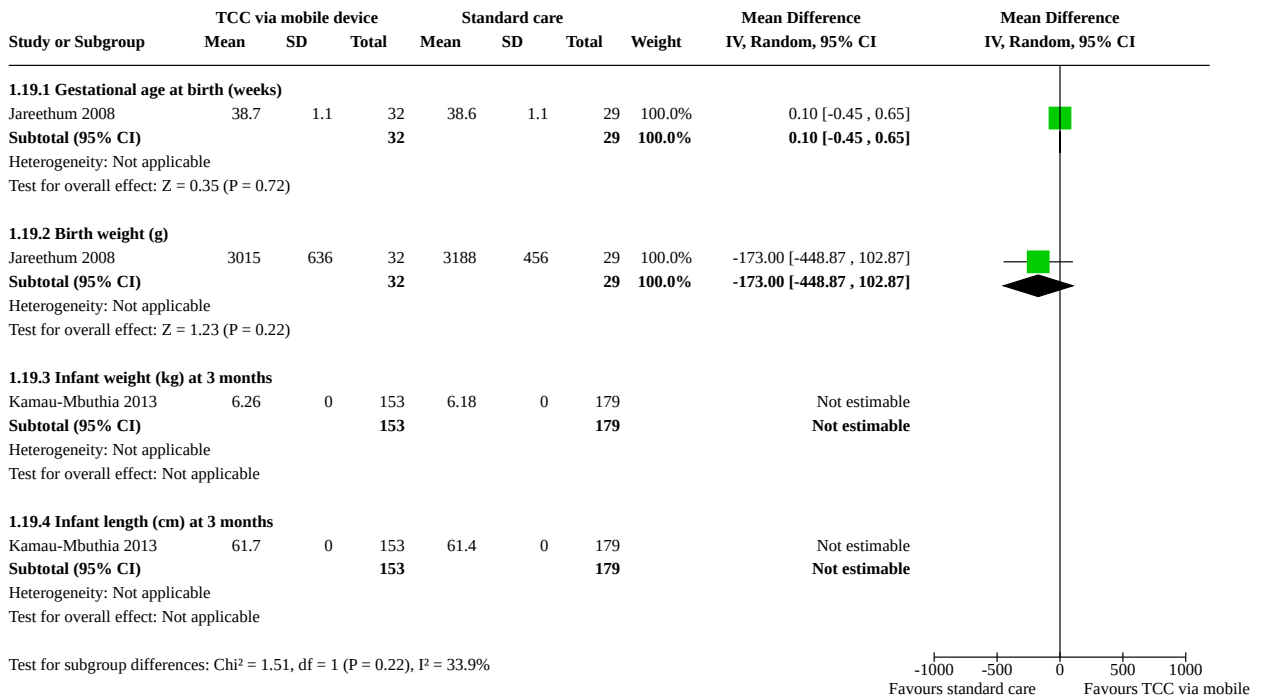 TCC via mobile device Standard care Mean Difference Mean Difference
Study or Subgroup Mean SD Total Mean SD Total Weight IV, Random, 95% CI IV, Random, 95% CI
1.19.1 Gestational age at birth (weeks)
Jareethum 2008 38.7 1.1 32 38.6 1.1 29 100.0% 0.10 [-0.45 , 0.65]
Subtotal (95% CI) 32 29 100.0% 0.10 [-0.45 , 0.65]
Heterogeneity: Not applicable
Test for overall effect: Z = 0.35 (P = 0.72)
1.19.2 Birth weight (g)
Jareethum 2008 3015 636 32 3188 456 29 100.0% -173.00 [-448.87 , 102.87]
Subtotal (95% CI) 32 29 100.0% -173.00 [-448.87 , 102.87]
Heterogeneity: Not applicable
Test for overall effect: Z = 1.23 (P = 0.22)
1.19.3 Infant weight (kg) at 3 months
Kamau-Mbuthia 2013 6.26 0 153 6.18 0 179 Not estimable
Subtotal (95% CI) 153 179 Not estimable
Heterogeneity: Not applicable
Test for overall effect: Not applicable
1.19.4 Infant length (cm) at 3 months
Kamau-Mbuthia 2013 61.7 0 153 61.4 0 179 Not estimable
Subtotal (95% CI) 153 179 Not estimable
Heterogeneity: Not applicable
Test for overall effect: Not applicable
Test for subgroup differences: Chi² = 1.51, df = 1 (P = 0.22), I² = 33.9%
-1000 -500 0 500 1000
Favours standard care Favours TCC via mobile